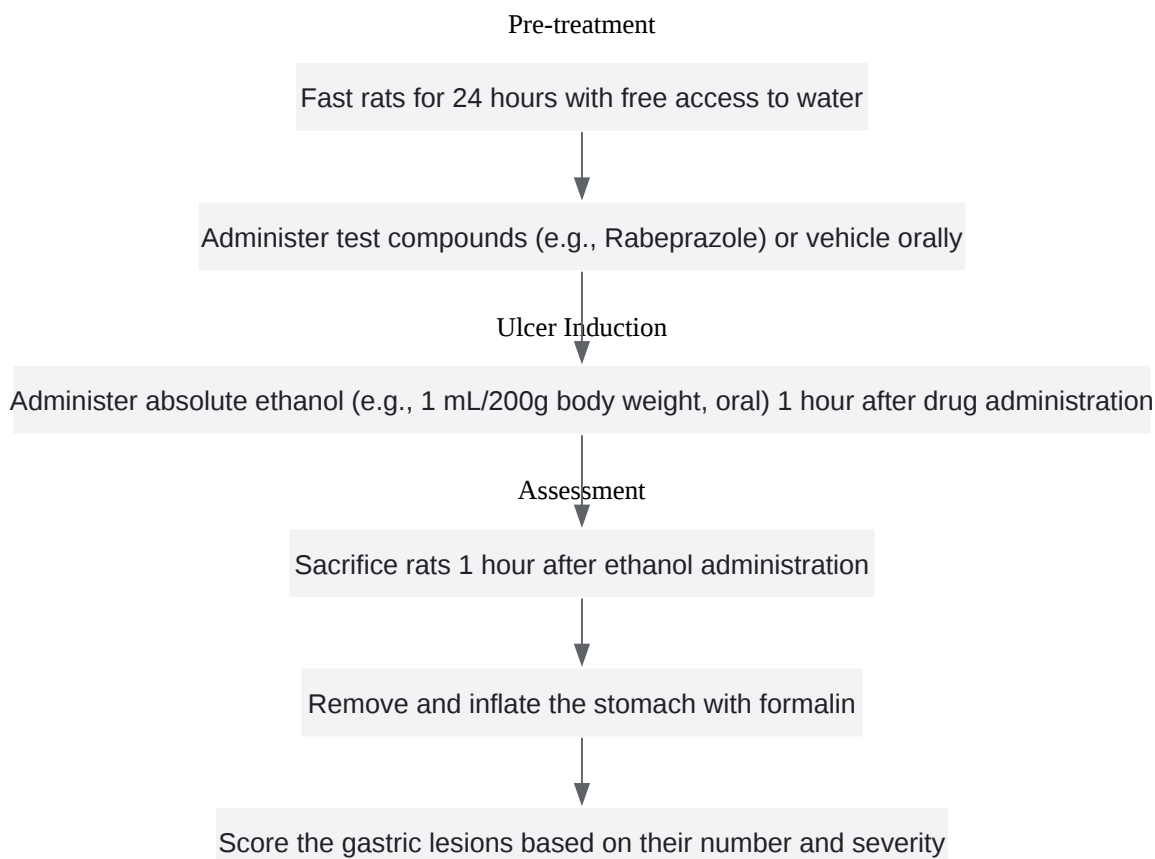 Pre-treatment
Fast rats for 24 hours with free access to water
Administer test compounds (e.g., Rabeprazole) or vehicle orally
Ulcer Induction
Administer absolute ethanol (e.g., 1 mL/200g body weight, oral) 1 hour after drug administration
Assessment
Sacrifice rats 1 hour after ethanol administration
Remove and inflate the stomach with formalin
Score the gastric lesions based on their number and severity